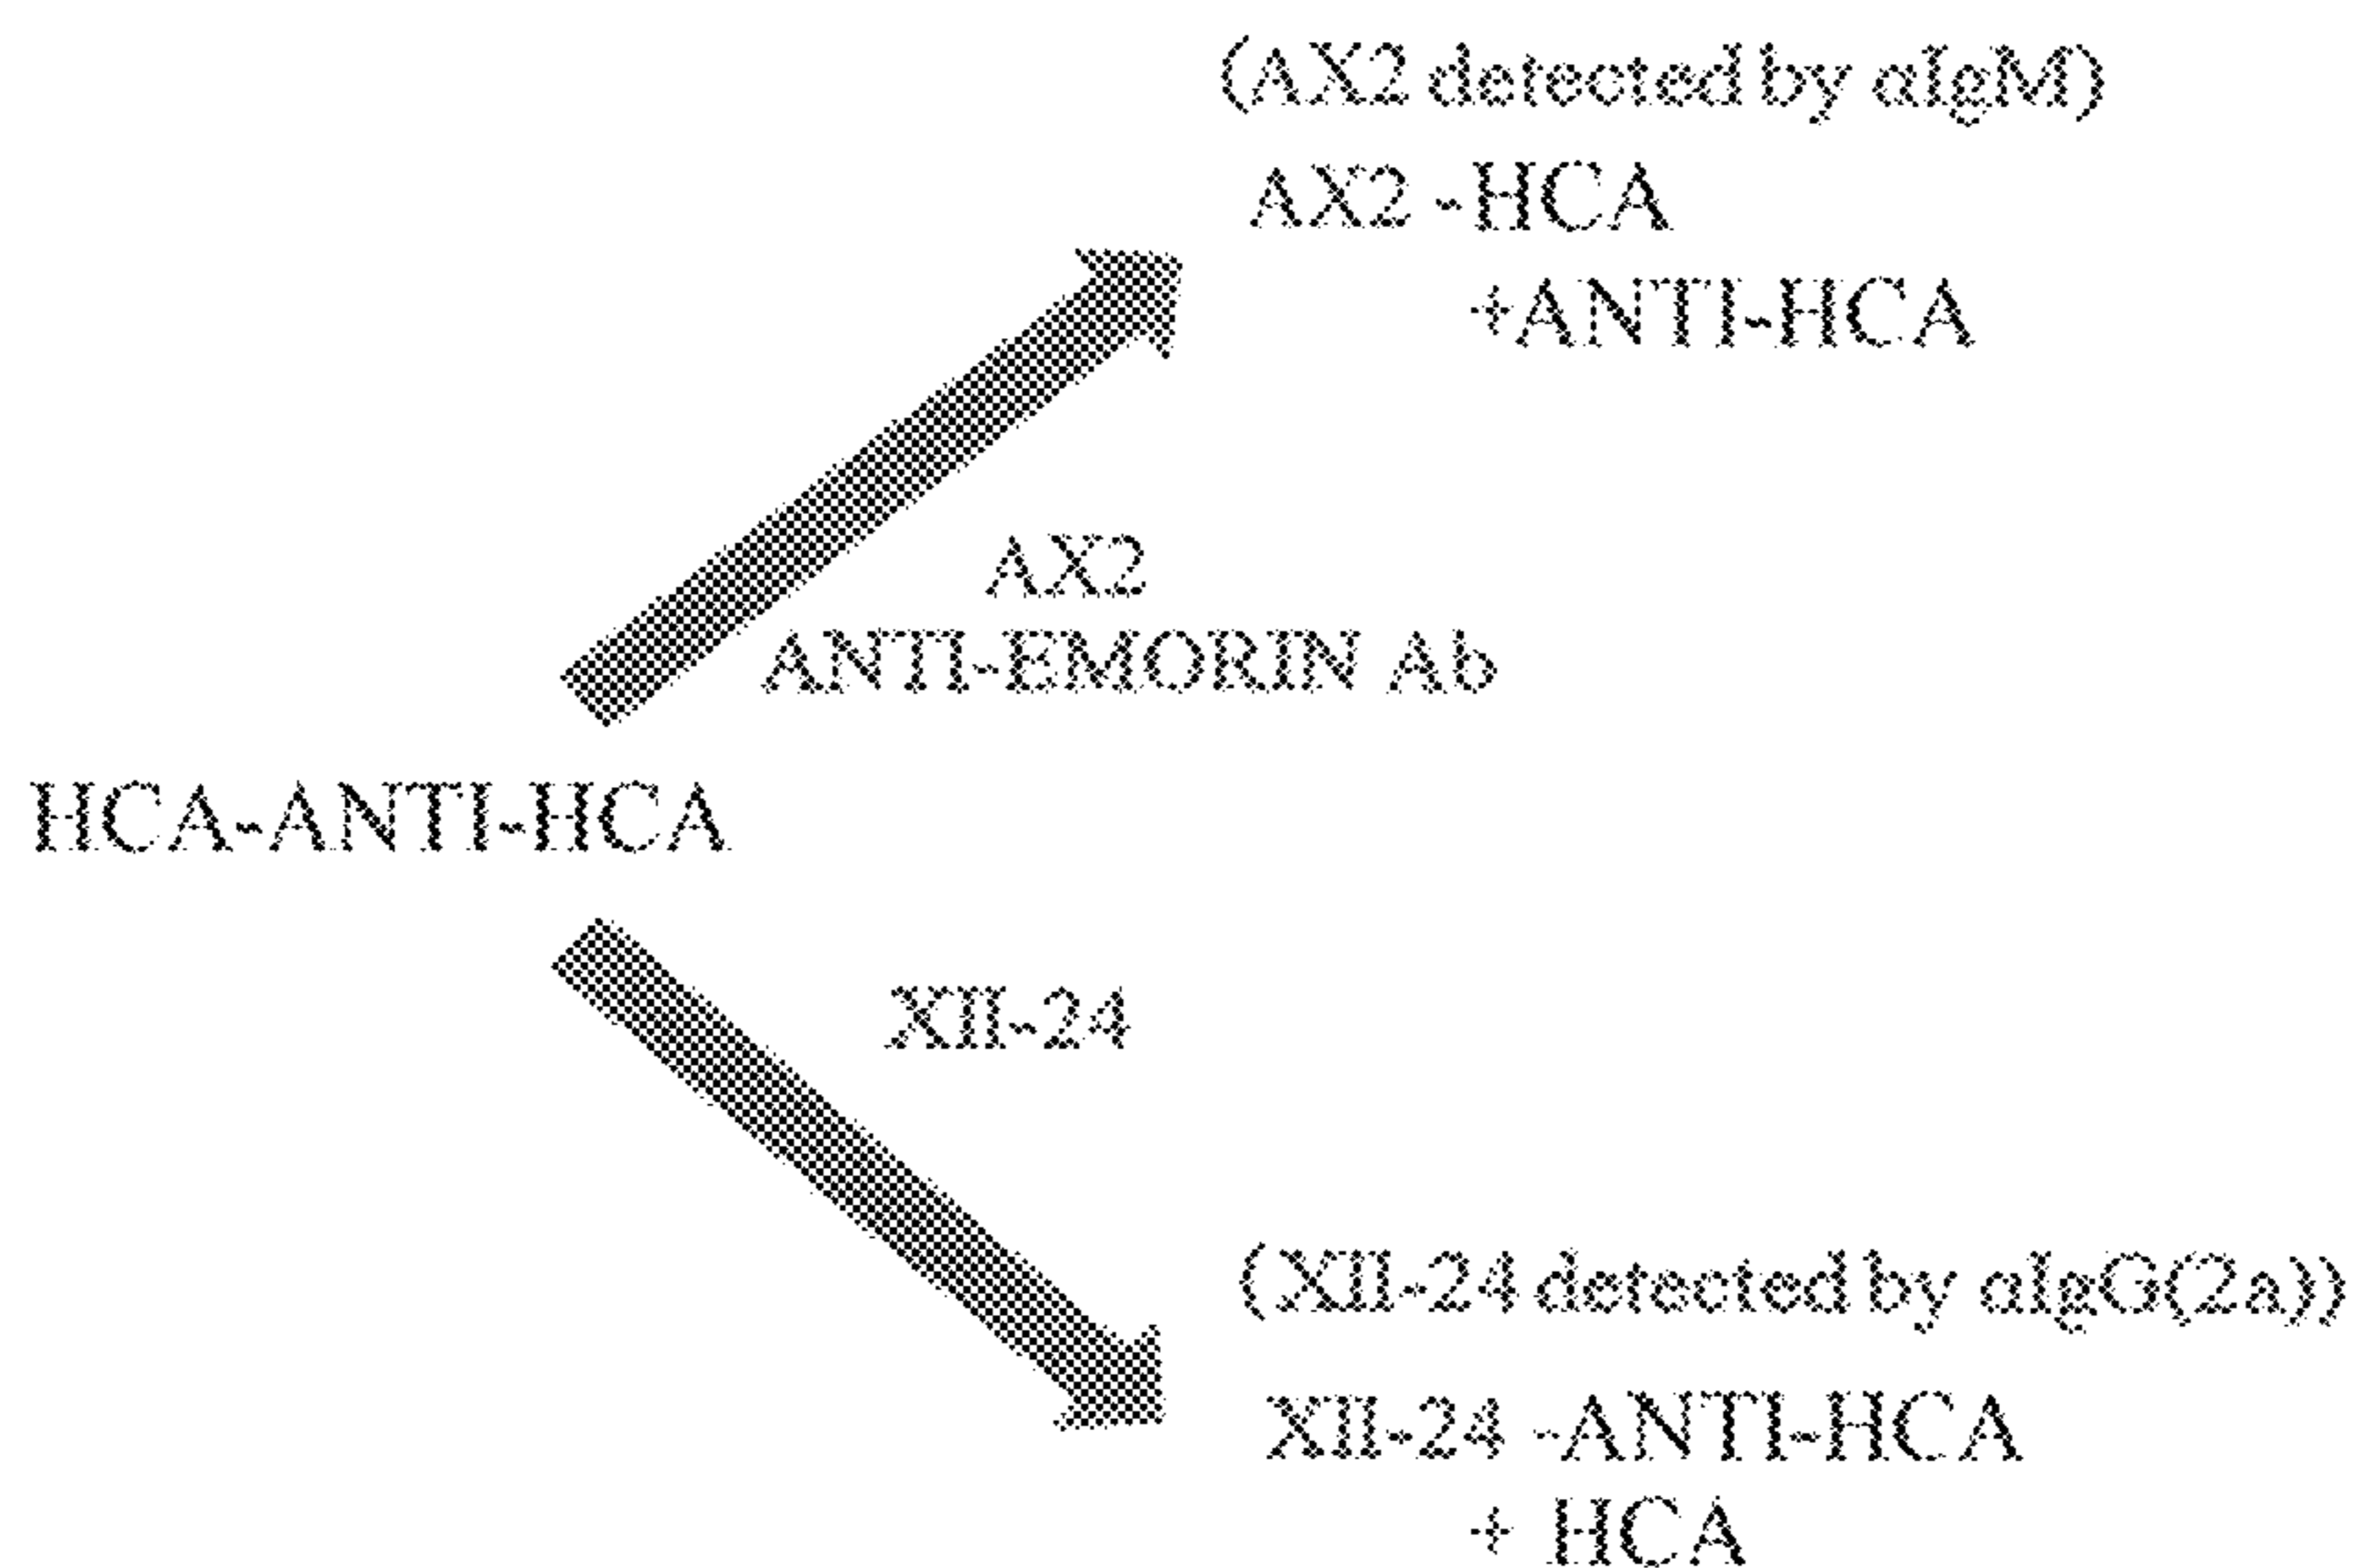 (AX2 detected by αIgM)
AX2 -HCA
+ANTI-HCA
AX2
ANTI-EMORIN Ab
HCA-ANTI-HCA
XII-24
(XII-24 detected by αIgG(2a))
XII-24 -ANTI-HCA
+ HCA